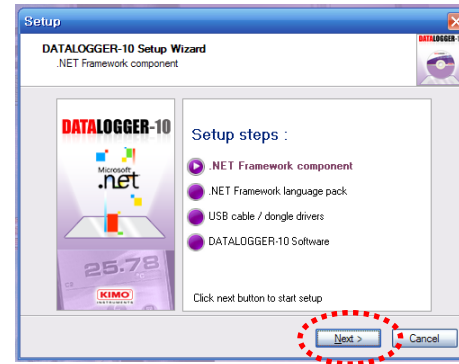 Setup
DATALOGGER-10 Setup Wizard
.NET Framework component
DATALOGGER-1
DATALOGGER-10
Microsoft
.net
25.78
KIMO
INSTRUMENTS
Setup steps :
.NET Framework component
.NET Framework language pack
USB cable / dongle drivers
DATALOGGER-10 Software
Click next button to start setup
Next >
Cancel